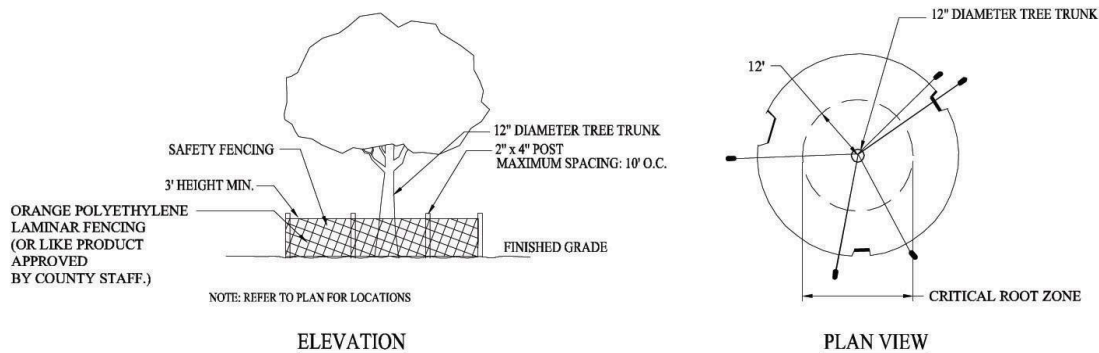 SAFETY FENCING
3' HEIGHT MIN.
ORANGE POLYETHYLENE
LAMINAR FENCING
(OR LIKE PRODUCT
APPROVED
BY COUNTY STAFF.)
12" DIAMETER TREE TRUNK
2" x 4" POST
MAXIMUM SPACING: 10' O.C.
FINISHED GRADE
NOTE: REFER TO PLAN FOR LOCATIONS
ELEVATION
12" DIAMETER TREE TRUNK
12'
CRITICAL ROOT ZONE
PLAN VIEW